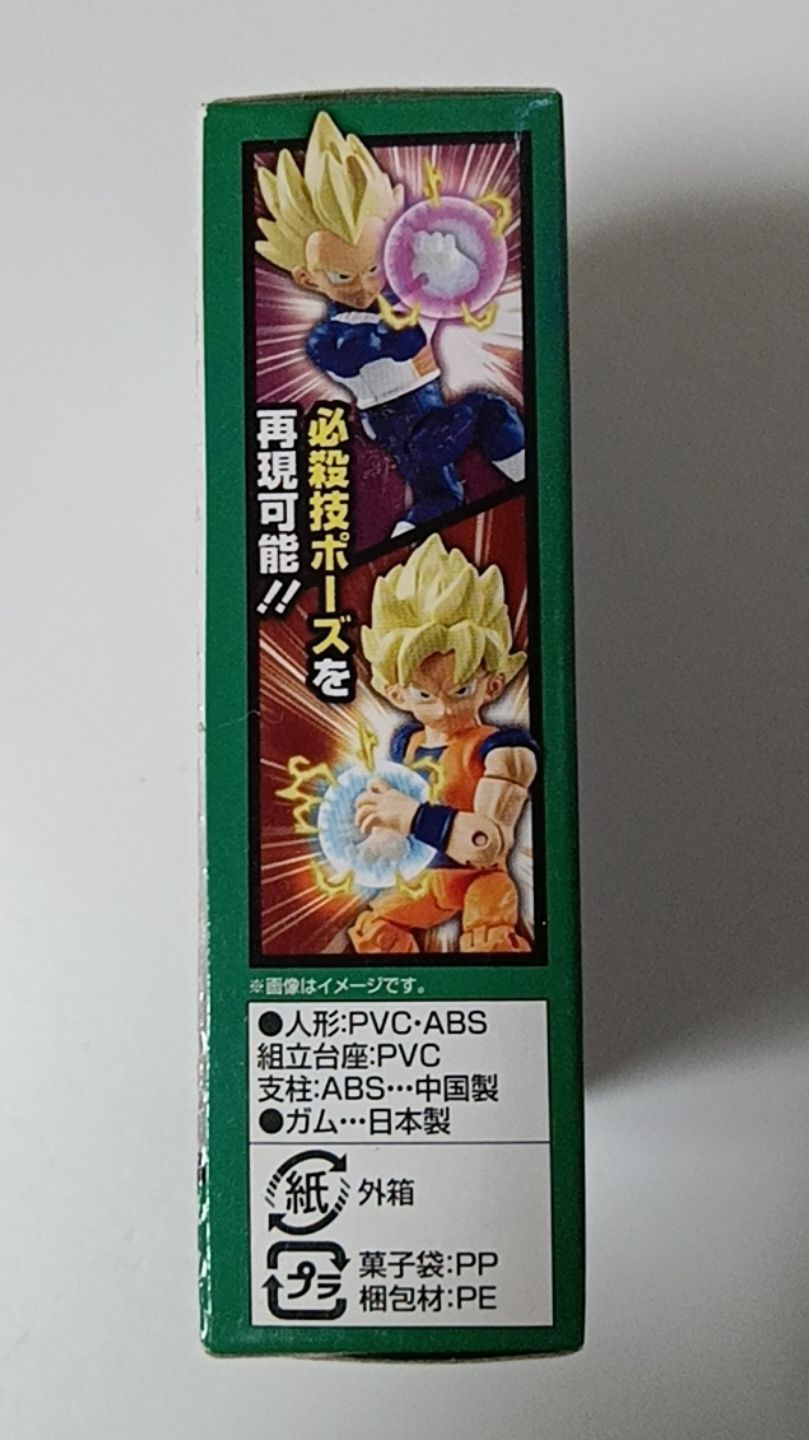 必殺技ポーズを
再現可能!!
※画像はイメージです。
●人形:PVC・ABS
組立台座:PVC
支柱:ABS…中国製
●ガム…日本製
紙 外箱
プラ 菓子袋:PP
梱包材:PE